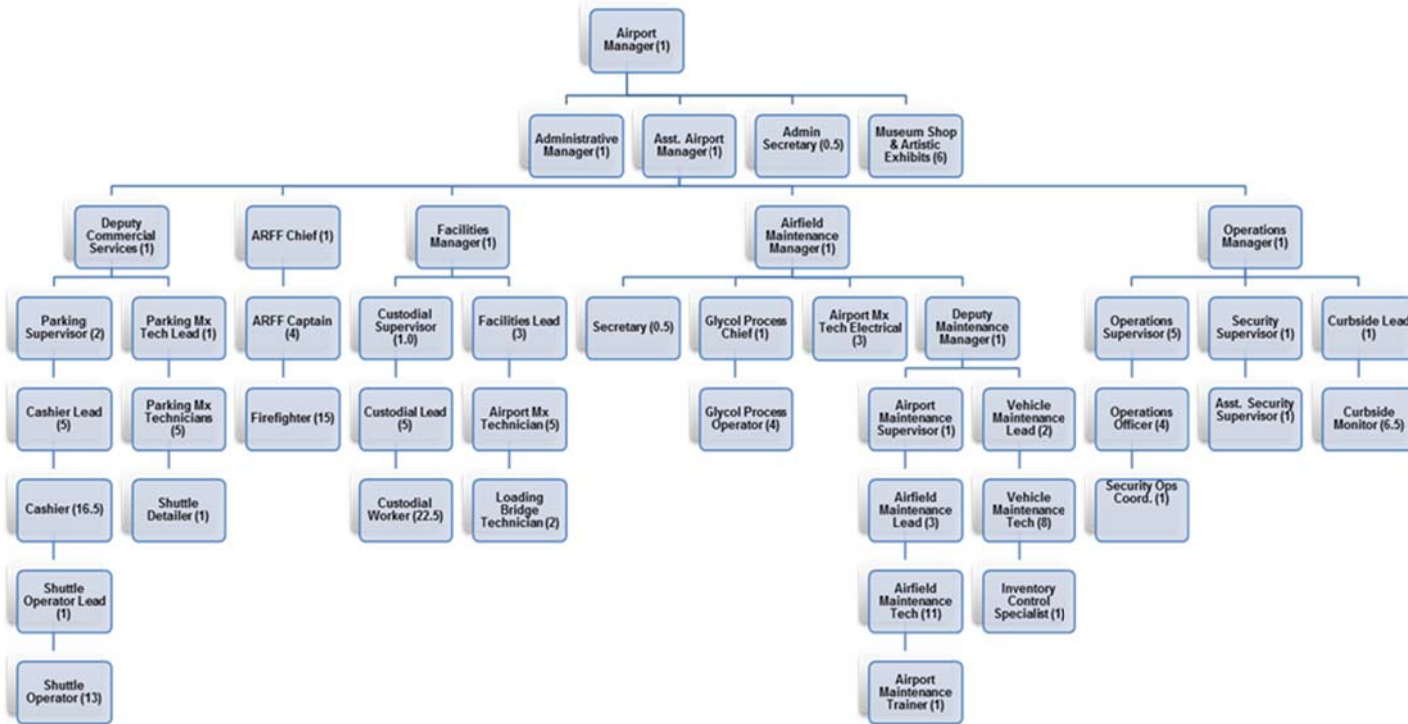 Airport
Manager (1)
Administrative
Manager (1)
Asst. Airport
Manager (1)
Admin
Secretary (0.5)
Museum Shop
& Artistic
Exhibits (6)
Deputy
Commercial
Services (1)
ARFF Chief (1)
Facilities
Manager (1)
Airfield
Maintenance
Manager (1)
Operations
Manager (1)
Parking
Supervisor (2)
Parking Mx
Tech Lead (1)
ARFF Captain
(4)
Custodial
Supervisor
(1.0)
Facilities Lead
(3)
Secretary (0.5)
Glycol Process
Chief (1)
Airport Mx
Tech Electrical
(3)
Deputy
Maintenance
Manager (1)
Operations
Supervisor (5)
Security
Supervisor (1)
Curbside Lead
(1)
Cashier Lead
(5)
Parking Mx
Technicians
(5)
Firefighter (15)
Custodial Lead
(5)
Airport Mx
Technician (5)
Glycol Process
Operator (4)
Airport
Maintenance
Supervisor (1)
Vehicle
Maintenance
Lead (2)
Operations
Officer (4)
Asst. Security
Supervisor (1)
Curbside
Monitor (6.5)
Cashier (16.5)
Shuttle
Detailer (1)
Custodial
Worker (22.5)
Loading
Bridge
Technician (2)
Airfield
Maintenance
Lead (3)
Vehicle
Maintenance
Tech (8)
Security Ops
Coord. (1)
Shuttle
Operator Lead
(1)
Airfield
Maintenance
Tech (11)
Inventory
Control
Specialist (1)
Shuttle
Operator (13)
Airport
Maintenance
Trainer (1)